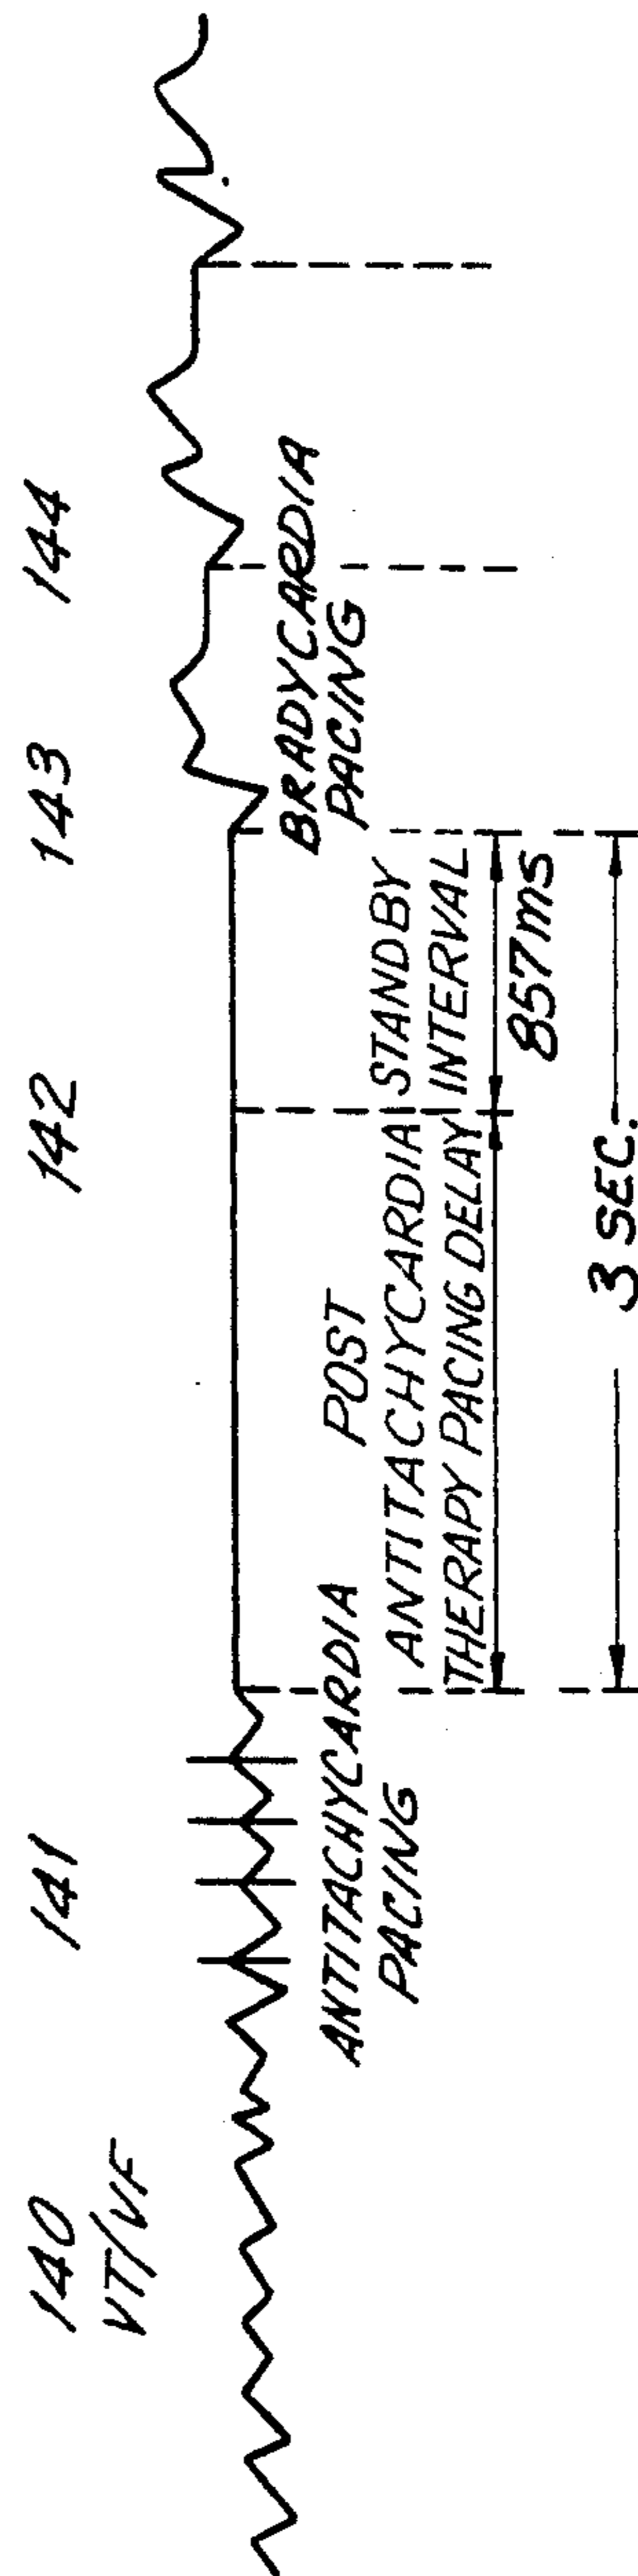 140
VT/VF
141
142
143
144
ANTITACHYCARDIA
PACING
POST
ANTITACHYCARDIA
THERAPY PACING DELAY
STANDBY
INTERVAL
BRADYCARDIA
PACING
857ms
3 SEC.